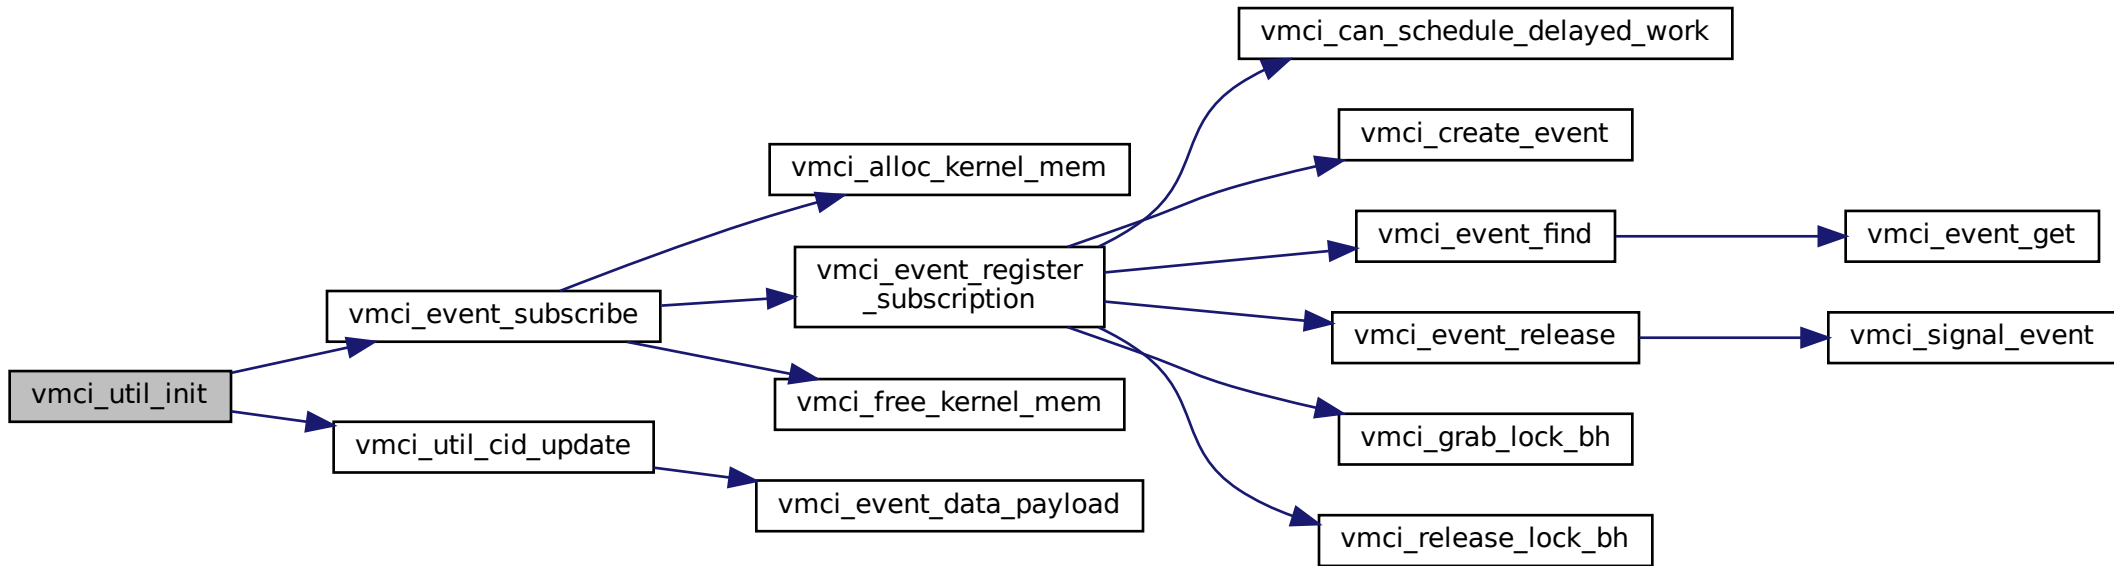 vmci_can_schedule_delayed_work
vmci_create_event
vmci_alloc_kernel_mem
vmci_event_find
vmci_event_get
vmci_event_register
_subscription
vmci_event_subscribe
vmci_event_release
vmci_signal_event
vmci_util_init
vmci_free_kernel_mem
vmci_grab_lock_bh
vmci_util_cid_update
vmci_event_data_payload
vmci_release_lock_bh